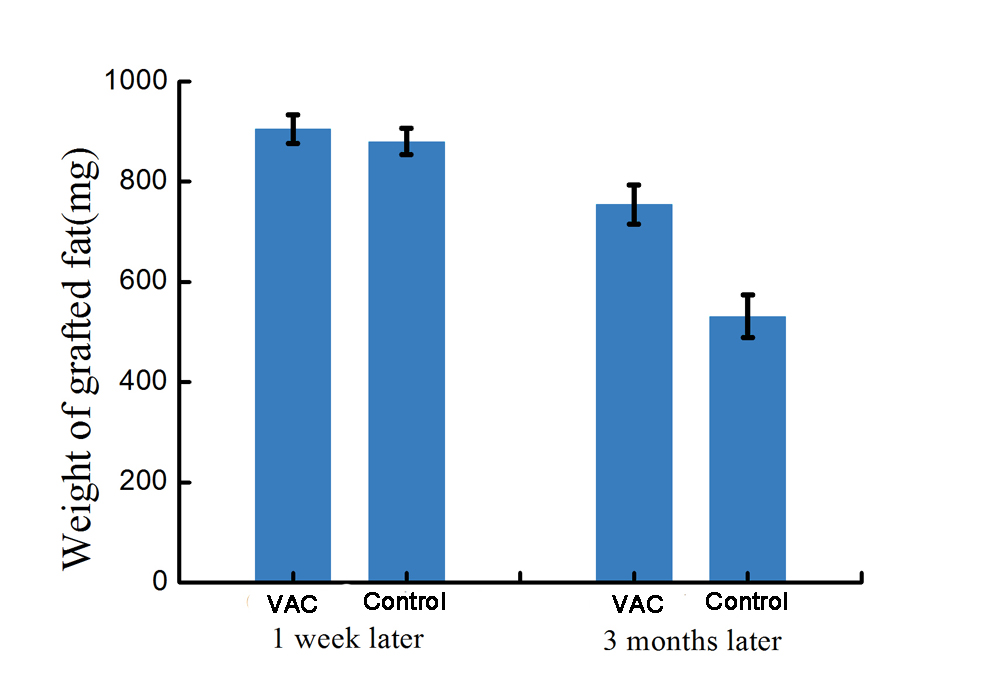 Weight of grafted fat(mg)
1000
800
600
400
200
0
VAC Control VAC Control
1 week later 3 months later